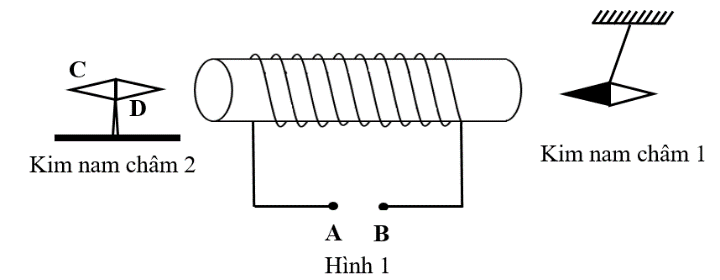 C
D
Kim nam châm 2
Kim nam châm 1
A B
Hình 1